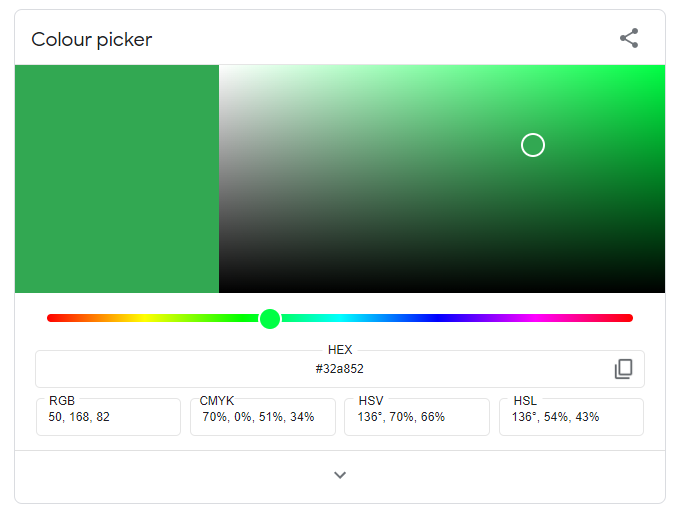 Colour picker
HEX
#32a852
RGB
50, 168, 82
CMYK
70%, 0%, 51%, 34%
HSV
136°, 70%, 66%
HSL
136°, 54%, 43%